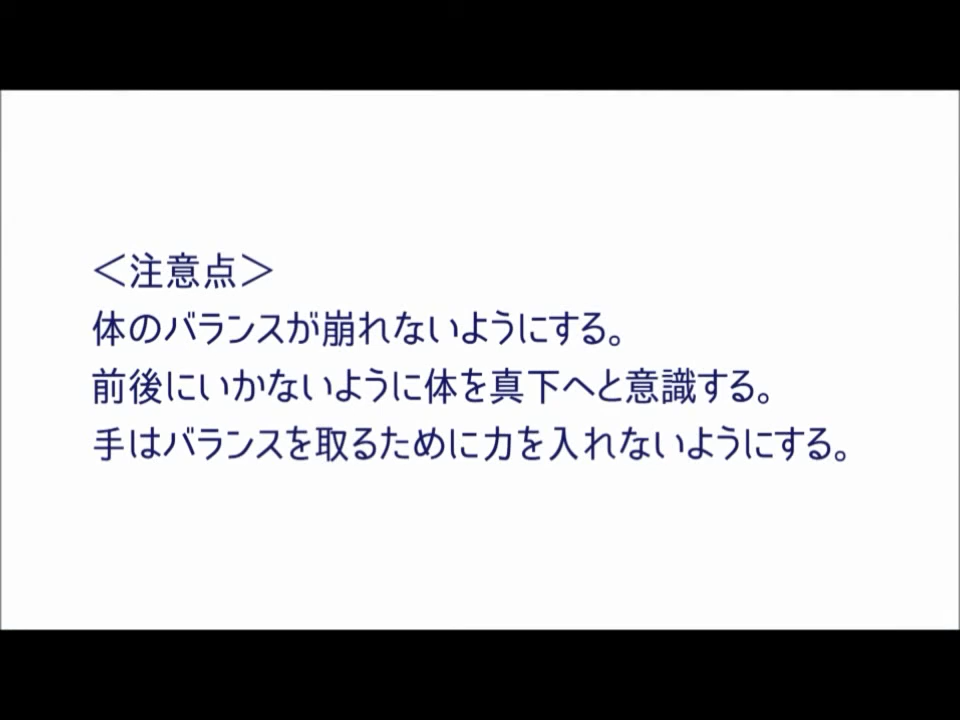 ＜注意点＞
体のバランスが崩れないようにする。
前後にいかないように体を真下へと意識する。
手はバランスを取るために力を入れないようにする。